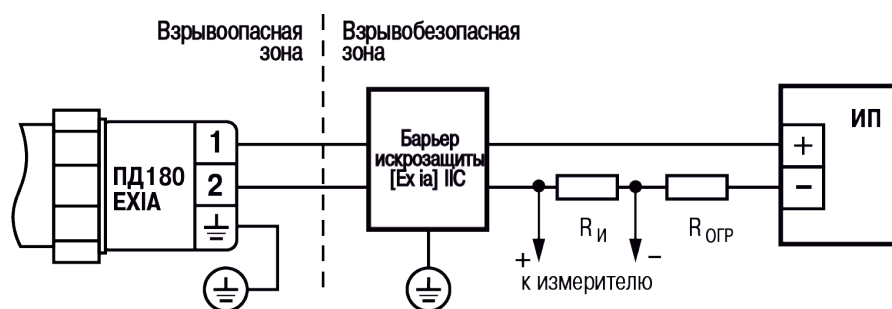 Взрывоопасная
зона
Взрывобезопасная
зона
ПД180
EXIA
1
2
Барьер
искрозащиты
[Ex ia] IIC
ИП
+
−
R И
R ОГР
+
−
к измерителю